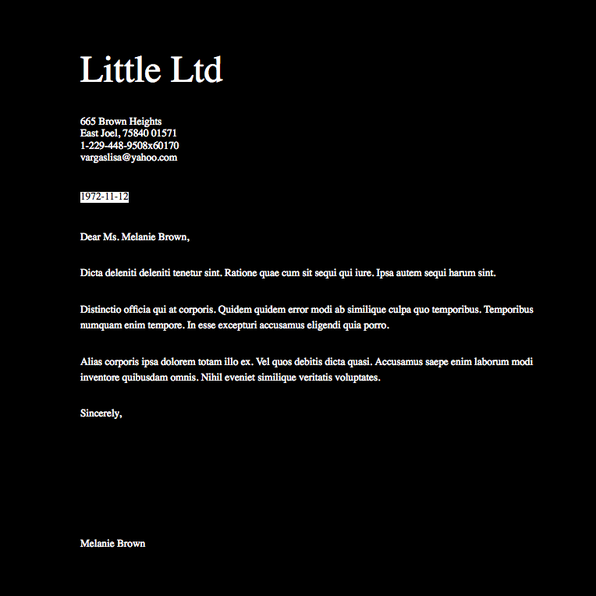 Little Ltd
665 Brown Heights
East Joel, 75840 01571
1-229-448-9508x60170
vargaslisa@yahoo.com
1972-11-12
Dear Ms. Melanie Brown,
Dicta deleniti deleniti tenetur sint. Ratione quae cum sit sequi qui iure. Ipsa autem sequi harum sint.
Distinctio officia qui at corporis. Quidem quidem error modi ab similique culpa quo temporibus. Temporibus
numquam enim tempore. In esse excepturi accusamus eligendi quia porro.
Alias corporis ipsa dolorem totam illo ex. Vel quos debitis dicta quasi. Accusamus saepe enim laborum modi
inventore quibusdam omnis. Nihil eveniet similique veritatis voluptates.
Sincerely,
Melanie Brown